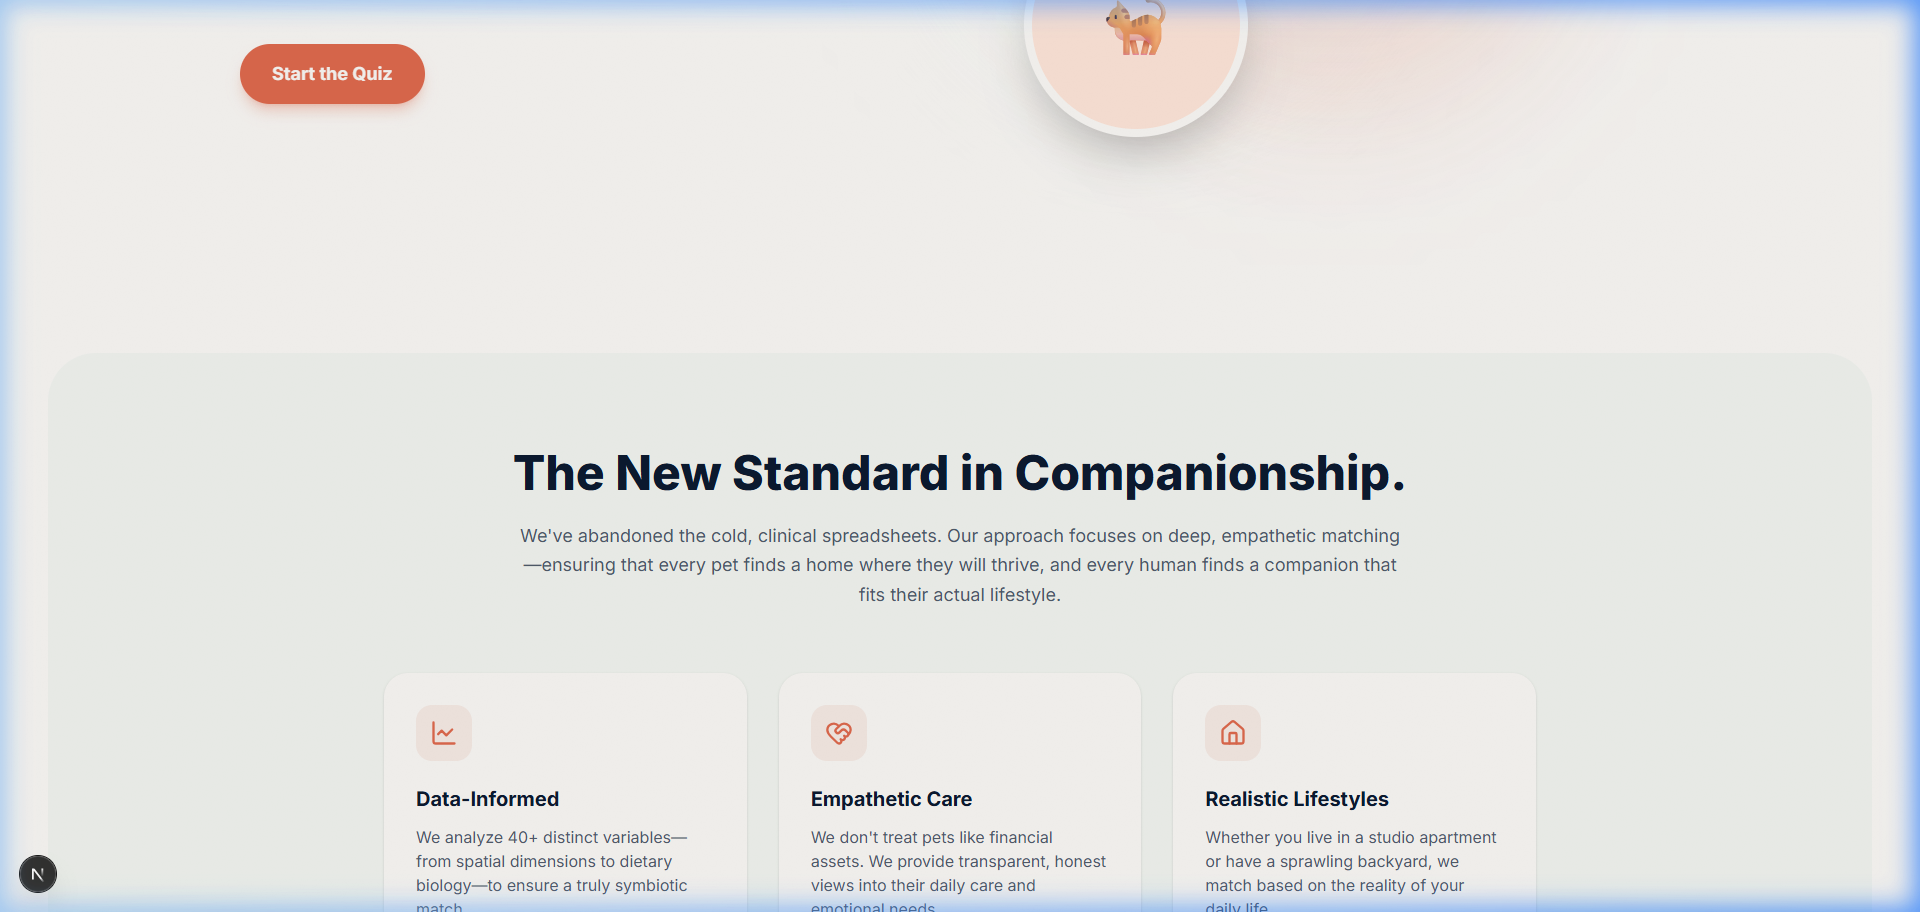 Start the Quiz
The New Standard in Companionship.
We've abandoned the cold, clinical spreadsheets. Our approach focuses on deep, empathetic matching
—ensuring that every pet finds a home where they will thrive, and every human finds a companion that
fits their actual lifestyle.
Data-Informed
We analyze 40+ distinct variables—
from spatial dimensions to dietary
biology—to ensure a truly symbiotic
match.
Empathetic Care
We don't treat pets like financial
assets. We provide transparent, honest
views into their daily care and
emotional needs.
Realistic Lifestyles
Whether you live in a studio apartment
or have a sprawling backyard, we
match based on the reality of your
daily life.
N